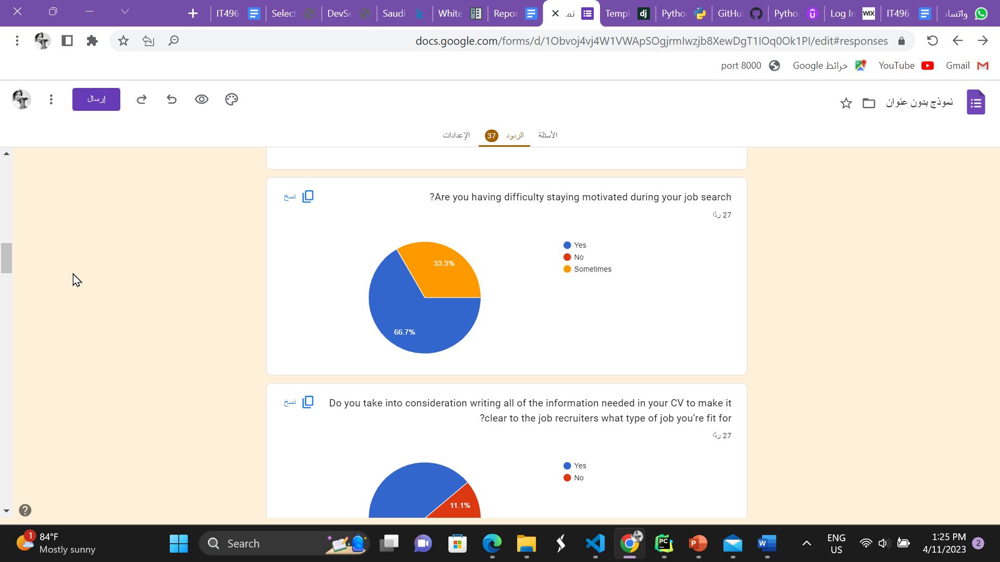 IT496
Select
DevSe
Saudi
White
Repor
نمـ
Templ
Pytho
GitHu
Pytho
Log In
IT496_
واتساب
docs.google.com/forms/d/1Obvoj4vj4W1VWApSOgjrmIwzjb8XewDgT1IOq0Ok1PI/edit#responses
port 8000
خرائط Google
YouTube
Gmail
إرسال
نموذج بدون عنوان
الأسئلة
الردود
37
الإعدادات
نسخ
?Are you having difficulty staying motivated during your job search
27 ردًا
Yes
No
Sometimes
33.3%
66.7%
نسخ
Do you take into consideration writing all of the information needed in your CV to make it
?clear to the job recruiters what type of job you’re fit for
27 ردًا
Yes
No
11.1%
1
84°F
Mostly sunny
Search
ENG
US
1:25 PM
4/11/2023
2